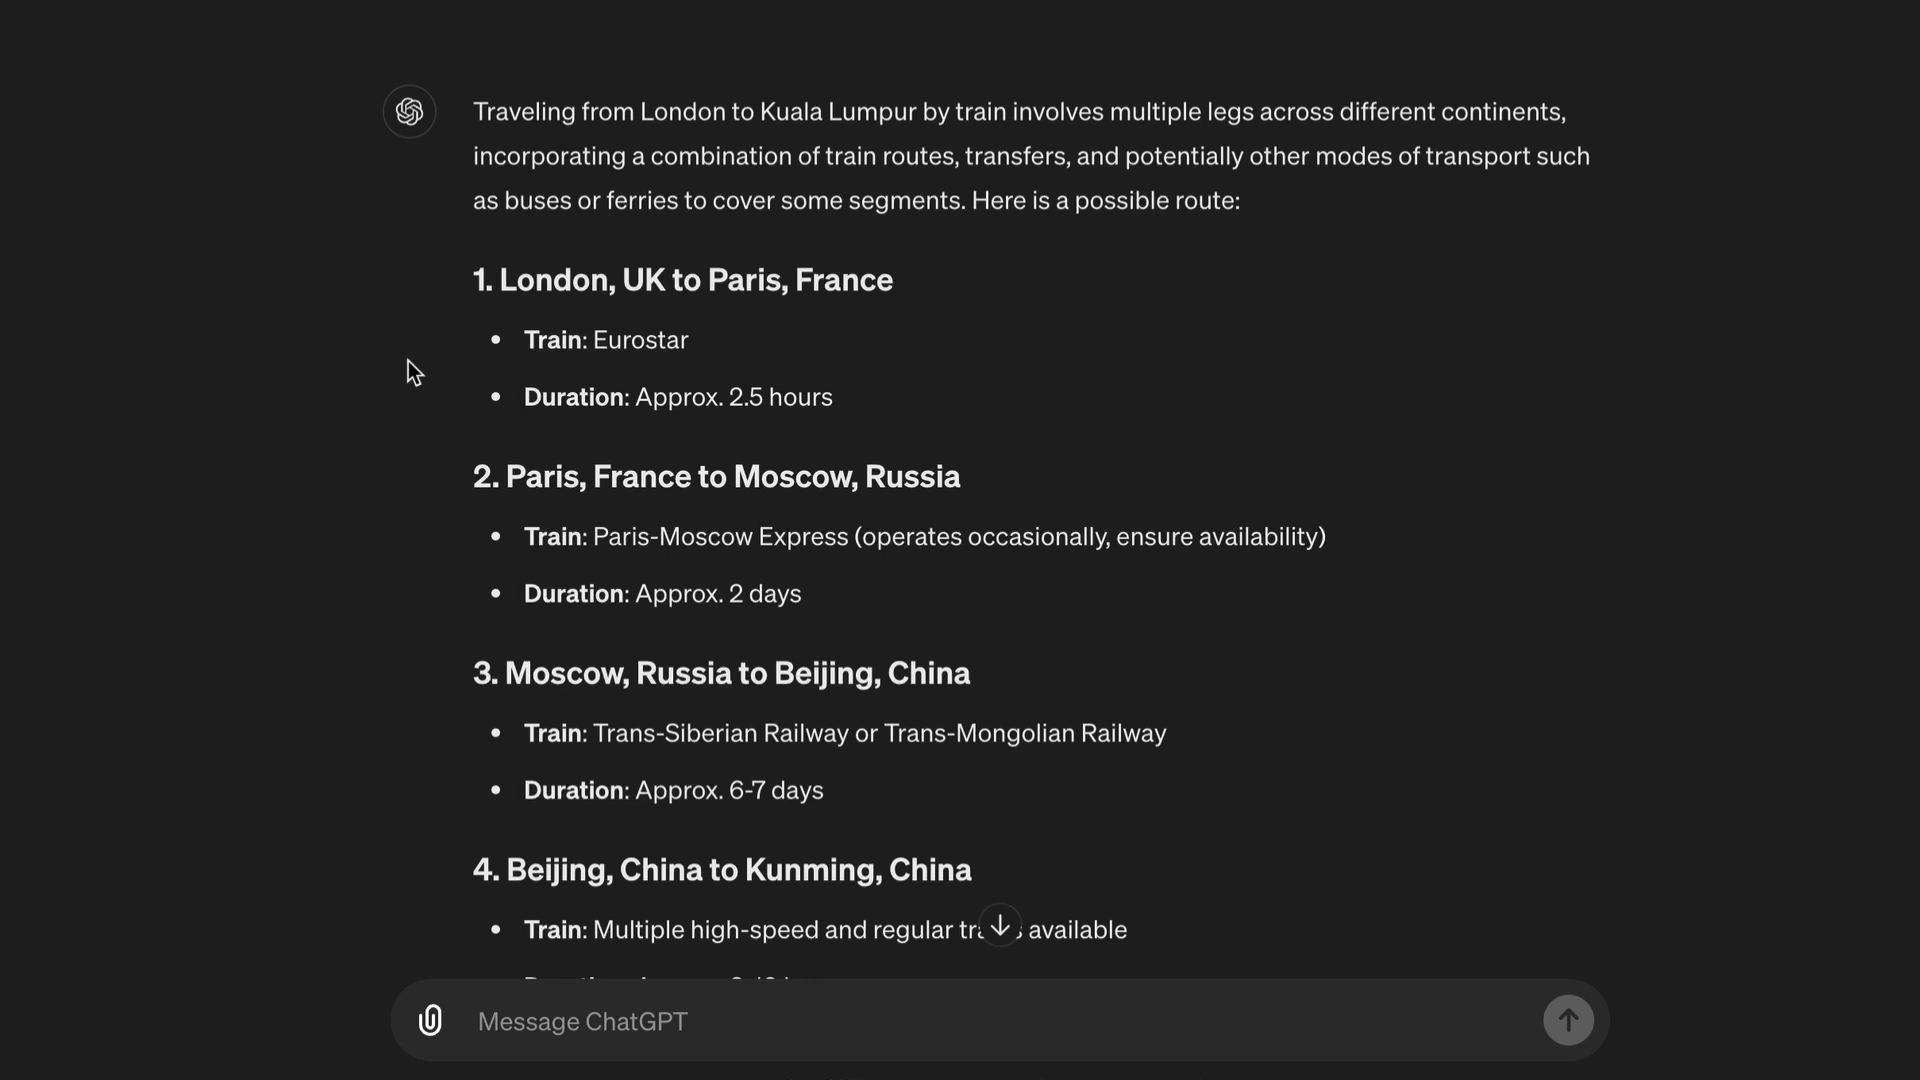 Traveling from London to Kuala Lumpur by train involves multiple legs across different continents,
incorporating a combination of train routes, transfers, and potentially other modes of transport such
as buses or ferries to cover some segments. Here is a possible route:
1. London, UK to Paris, France
• Train: Eurostar
• Duration: Approx. 2.5 hours
2. Paris, France to Moscow, Russia
• Train: Paris-Moscow Express (operates occasionally, ensure availability)
• Duration: Approx. 2 days
3. Moscow, Russia to Beijing, China
• Train: Trans-Siberian Railway or Trans-Mongolian Railway
• Duration: Approx. 6-7 days
4. Beijing, China to Kunming, China
• Train: Multiple high-speed and regular available
Message ChatGPT